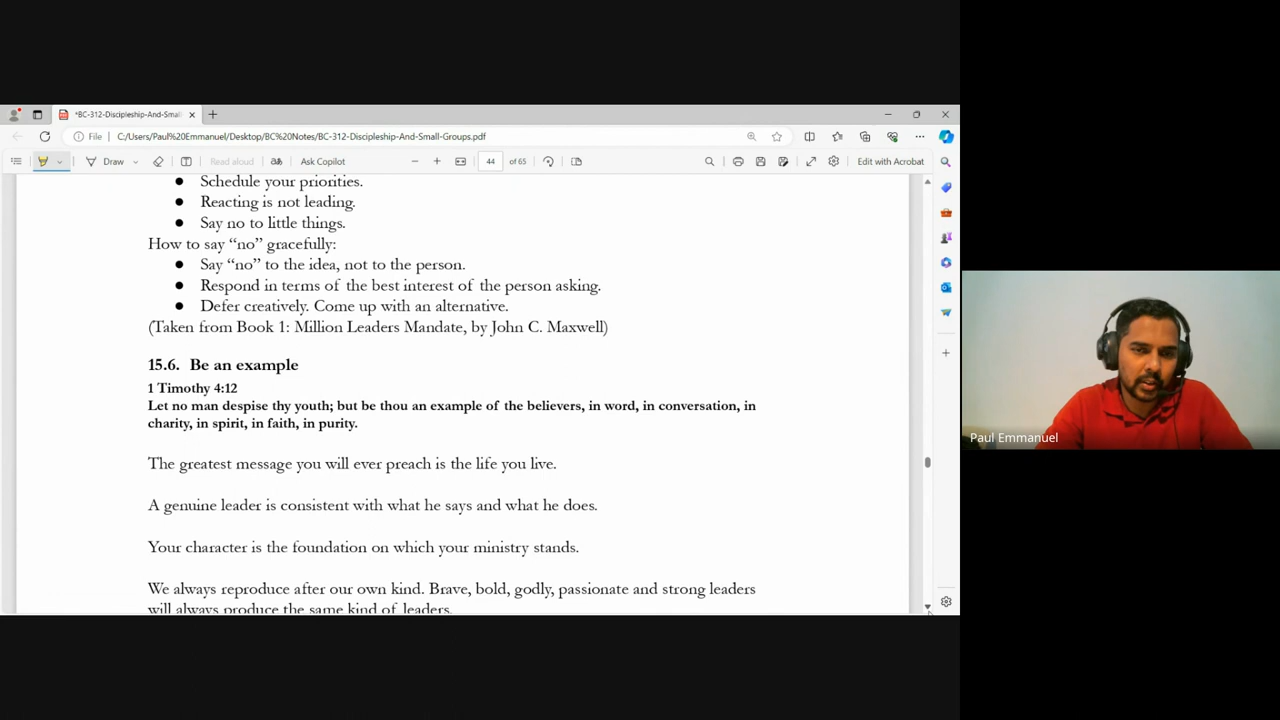 *BC-312-Discipleship-And-Smal
File
C:/Users/Paul%20Emmanuel/Desktop/BC%20Notes/BC-312-Discipleship-And-Small-Groups.pdf
Draw
Read aloud
Ask Copilot
44 of 65
Edit with Acrobat
● Schedule your priorities.
● Reacting is not leading.
● Say no to little things.
How to say “no” gracefully:
● Say “no” to the idea, not to the person.
● Respond in terms of the best interest of the person asking.
● Defer creatively. Come up with an alternative.
(Taken from Book 1: Million Leaders Mandate, by John C. Maxwell)
15.6. Be an example
1 Timothy 4:12
Let no man despise thy youth; but be thou an example of the believers, in word, in conversation, in
charity, in spirit, in faith, in purity.
The greatest message you will ever preach is the life you live.
A genuine leader is consistent with what he says and what he does.
Your character is the foundation on which your ministry stands.
We always reproduce after our own kind. Brave, bold, godly, passionate and strong leaders
will always produce the same kind of leaders.
Paul Emmanuel